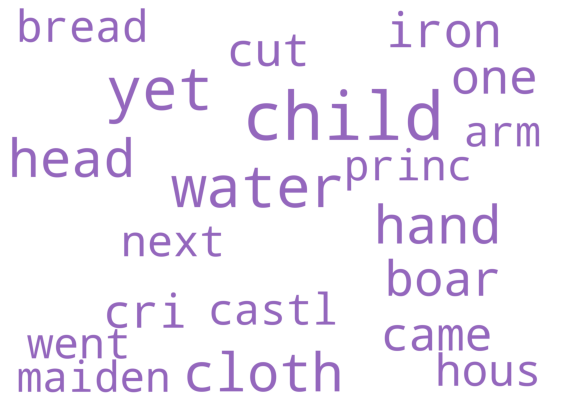 bread
iron
cut
one
yet
child
arm
head
princ
water
hand
next
boar
cri
castl
came
went
hous
maiden
cloth